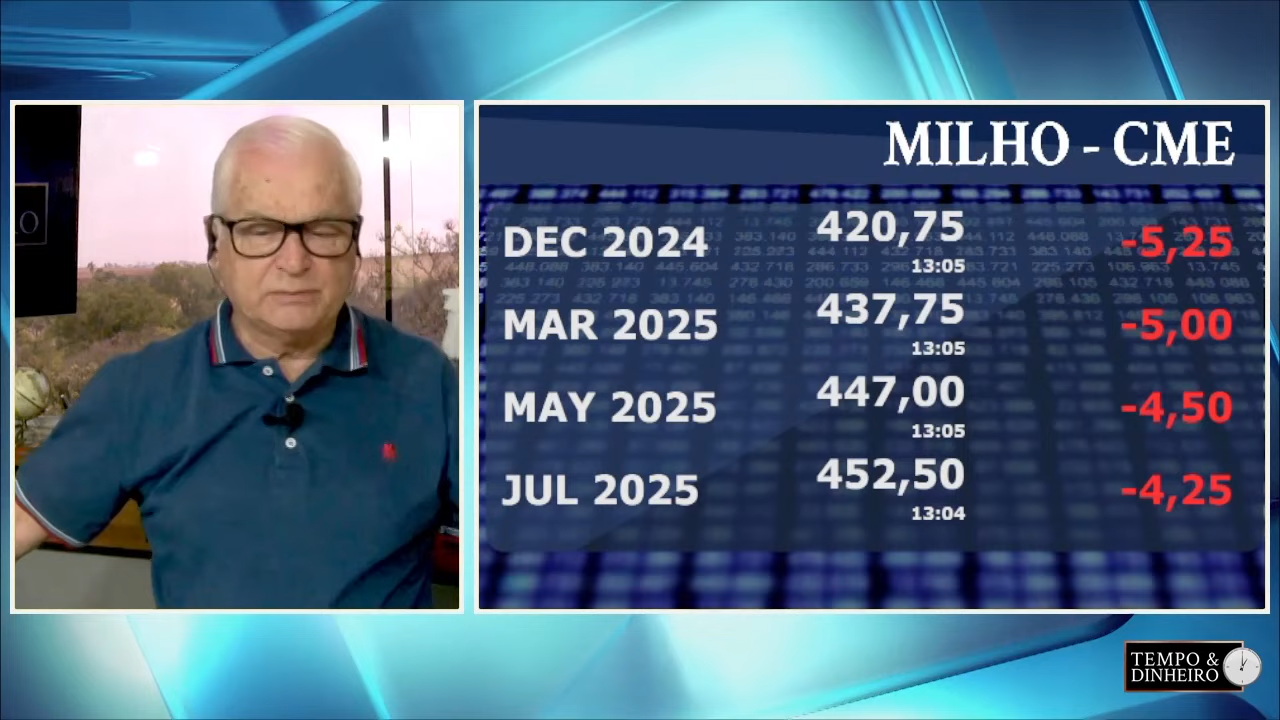 MILHO - CME
DEC 2024 420,75 -5,25
13:05
MAR 2025 437,75 -5,00
13:05
MAY 2025 447,00 -4,50
13:05
JUL 2025 452,50 -4,25
13:04
TEMPO &
DINHEIRO